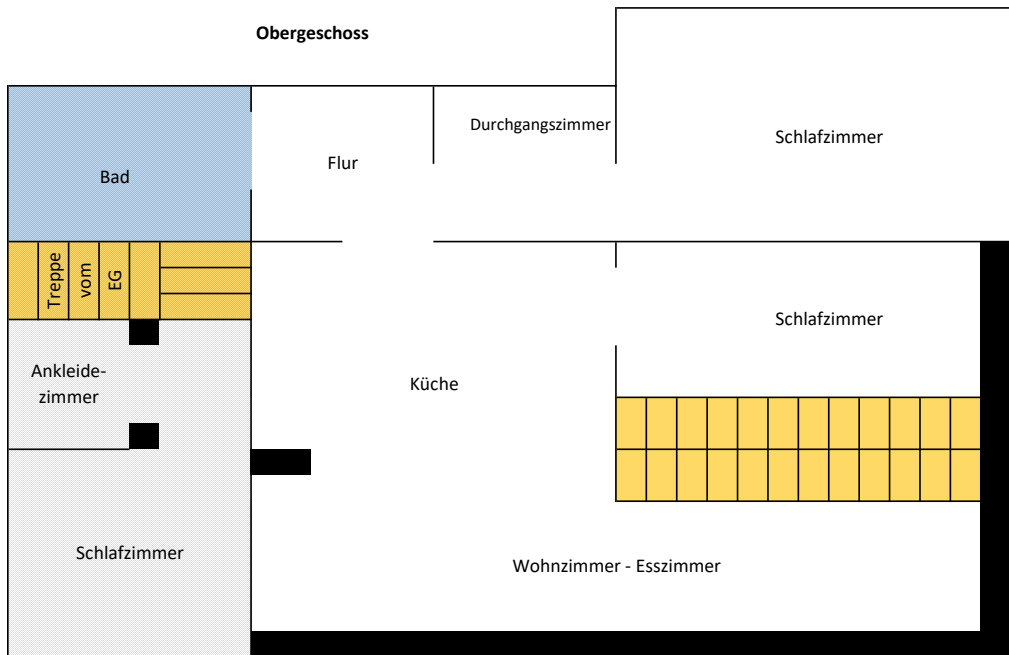 Obergeschoss
Durchgangszimmer
Schlafzimmer
Flur
Bad
Treppe
vom
EG
Schlafzimmer
Ankleide-
zimmer
Küche
Schlafzimmer
Wohnzimmer - Esszimmer